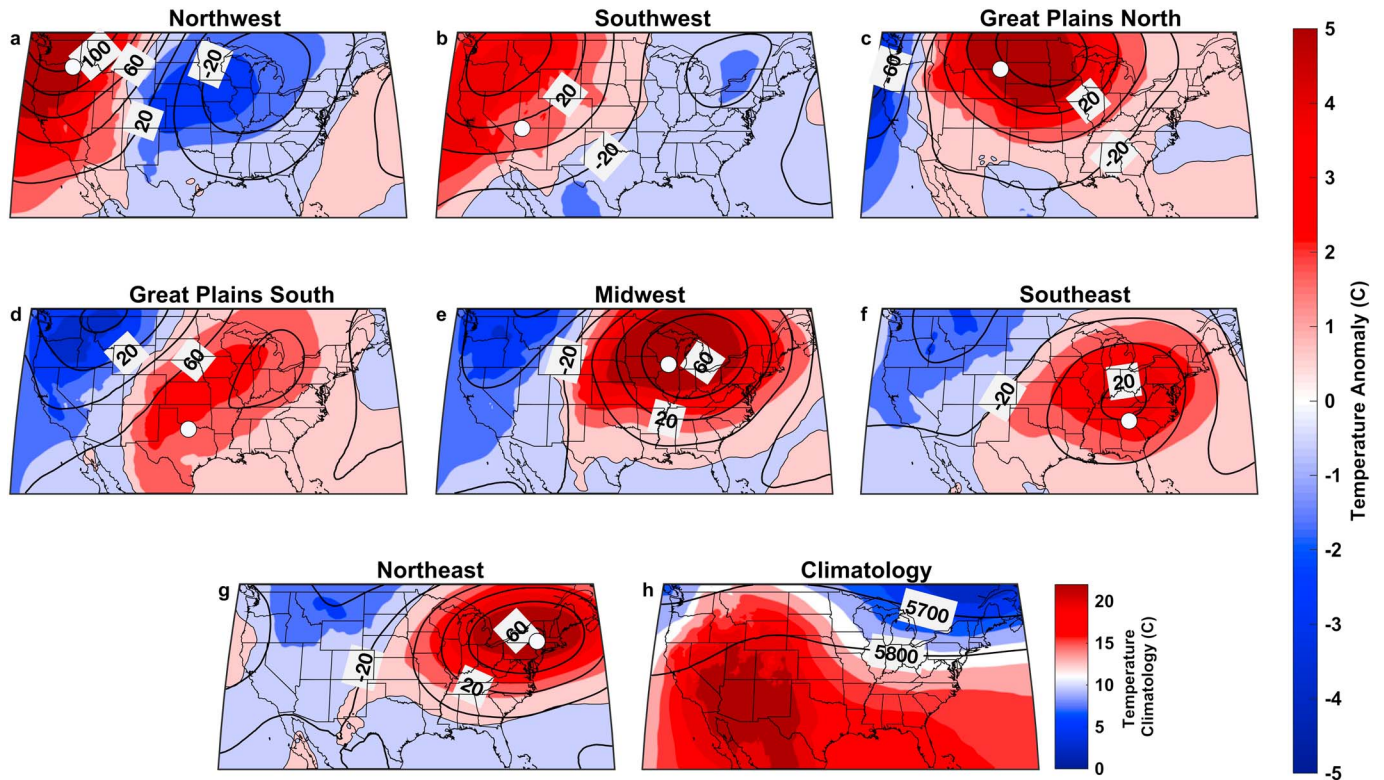 Northwest
a
100
60
-20
20
Southwest
b
20
-20
Great Plains North
c
-60
20
-20
Great Plains South
d
20
60
Midwest
e
-20
60
20
Southeast
f
20
-20
Northeast
g
60
-20
20
Climatology
h
5700
5800
20
15
10
5
0
Temperature
Climatology (C)
5
4
3
2
1
0
-1
-2
-3
-4
-5
Temperature Anomaly (C)